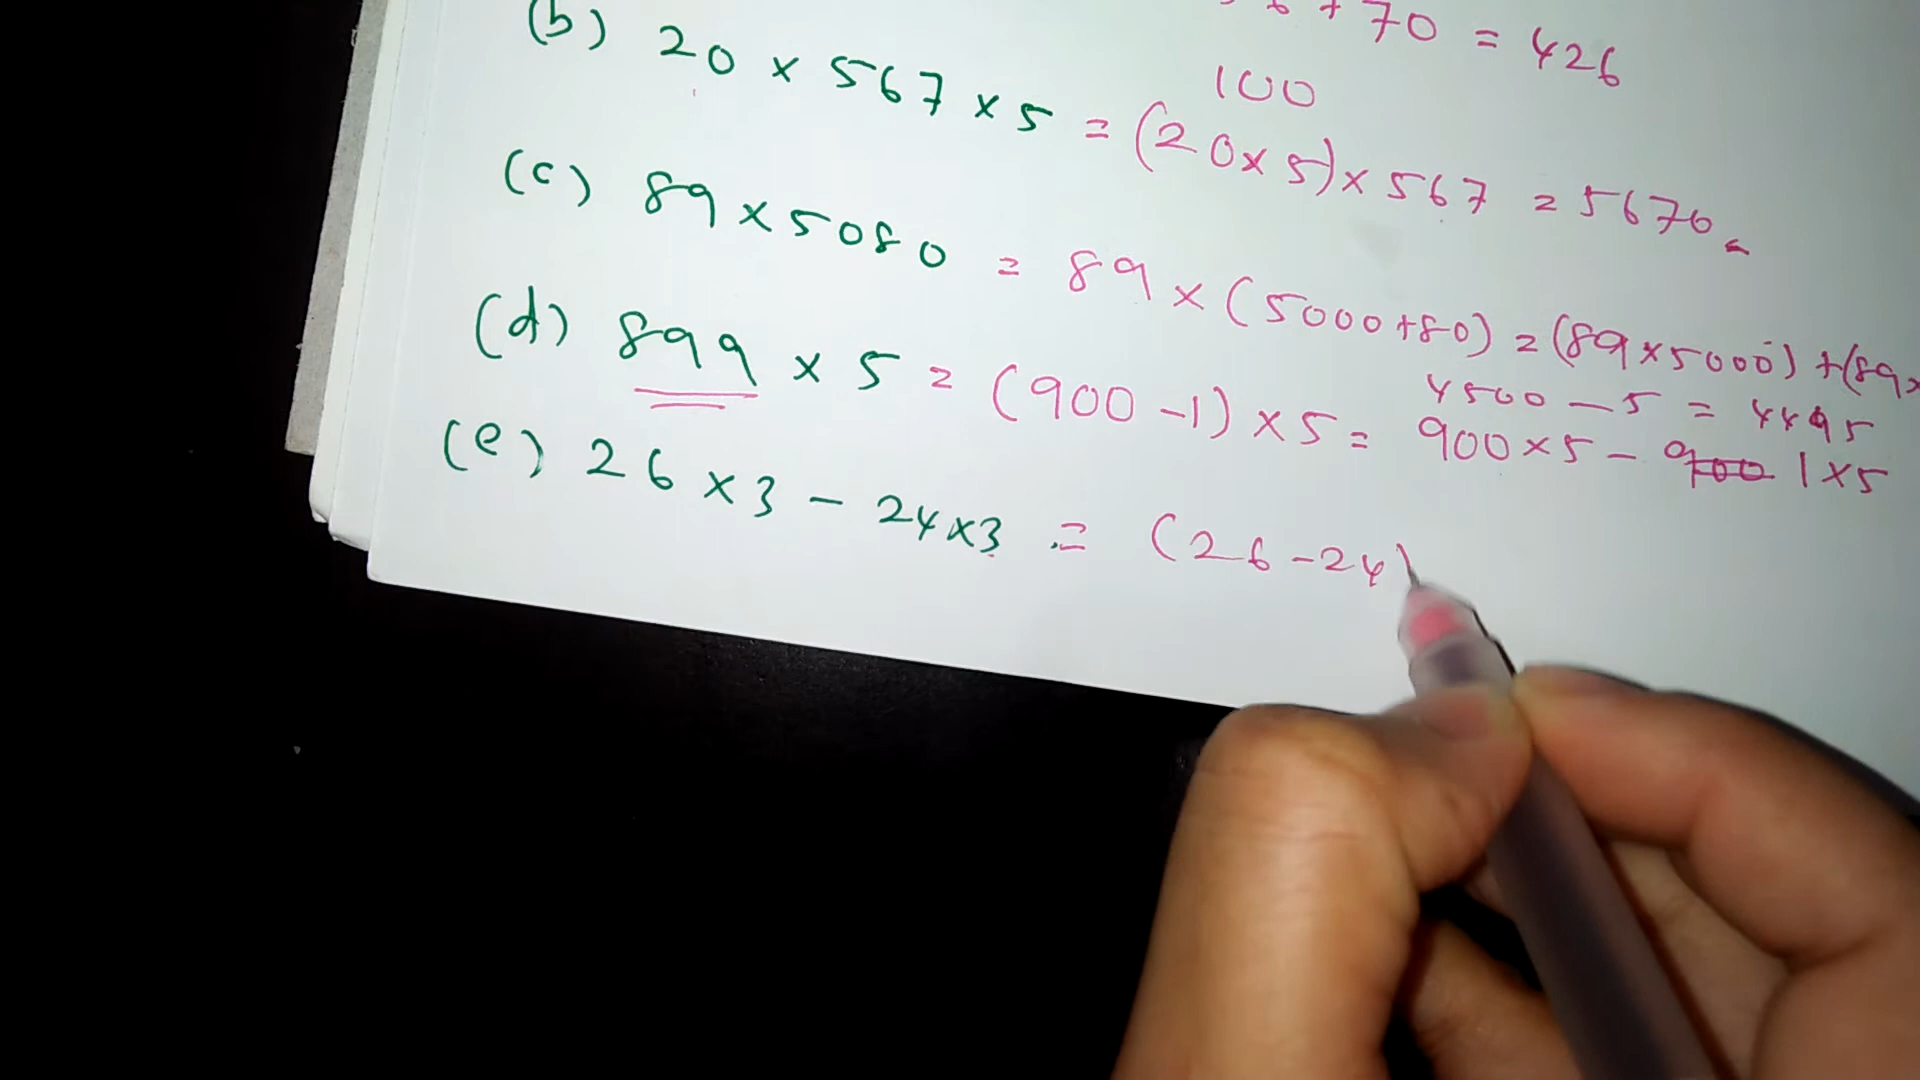 + 70 = 426
100
(b) 20 × 567 × 5 = (20×5)× 567 = 5670
(c) 89 × 5080 = 89 × (5000+80) = (89×5000) + (89×
4500 - 5 = 4495
(d) 899 × 5 = (900 - 1) × 5 = 900×5 - 900 1×5
(e) 26 × 3 - 24×3 = (26 - 24)